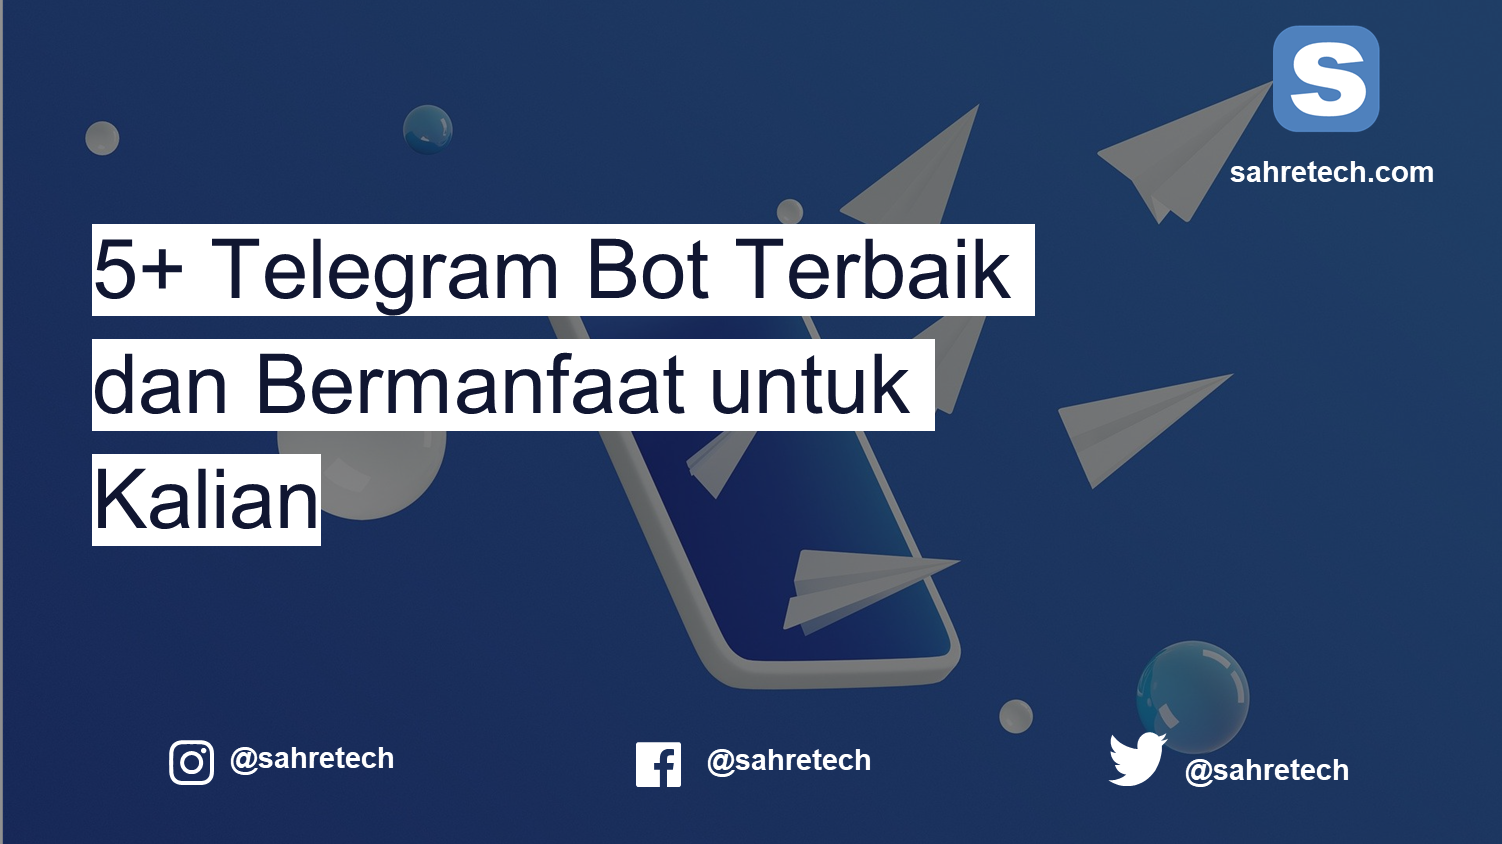 S
sahretech.com
5+ Telegram Bot Terbaik
dan Bermanfaat untuk
Kalian
@sahretech
@sahretech
@sahretech